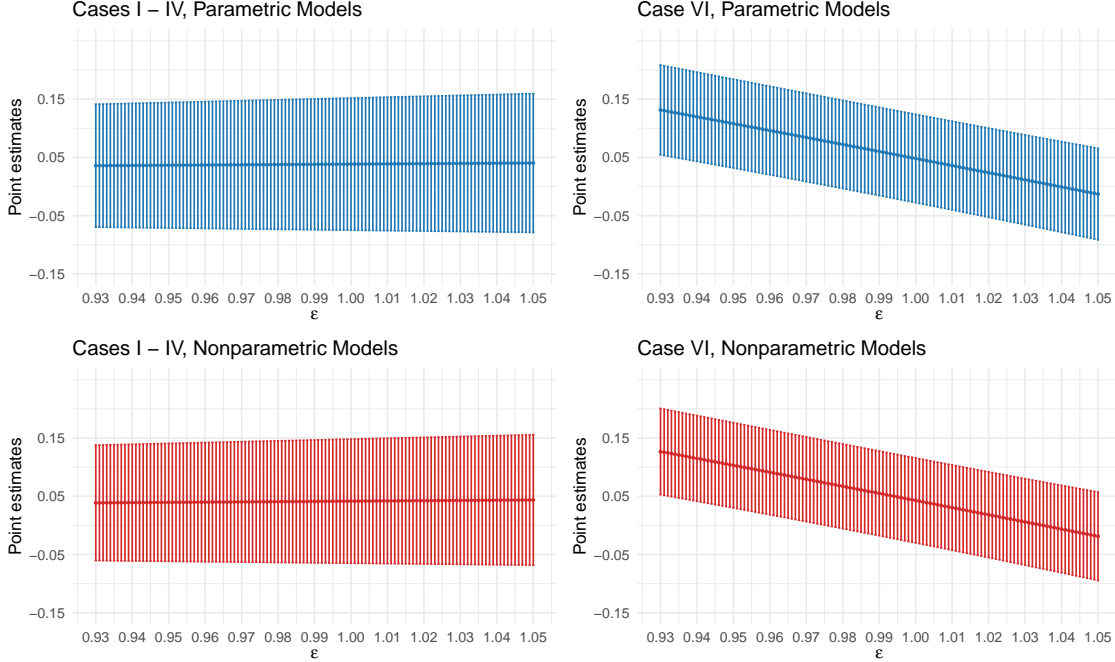 Cases I − IV, Parametric Models
Point estimates
0.15
0.05
−0.05
−0.15
0.93 0.94 0.95 0.96 0.97 0.98 0.99 1.00 1.01 1.02 1.03 1.04 1.05
ε
Case VI, Parametric Models
Point estimates
0.15
0.05
−0.05
−0.15
0.93 0.94 0.95 0.96 0.97 0.98 0.99 1.00 1.01 1.02 1.03 1.04 1.05
ε
Cases I − IV, Nonparametric Models
Point estimates
0.15
0.05
−0.05
−0.15
0.93 0.94 0.95 0.96 0.97 0.98 0.99 1.00 1.01 1.02 1.03 1.04 1.05
ε
Case VI, Nonparametric Models
Point estimates
0.15
0.05
−0.05
−0.15
0.93 0.94 0.95 0.96 0.97 0.98 0.99 1.00 1.01 1.02 1.03 1.04 1.05
ε